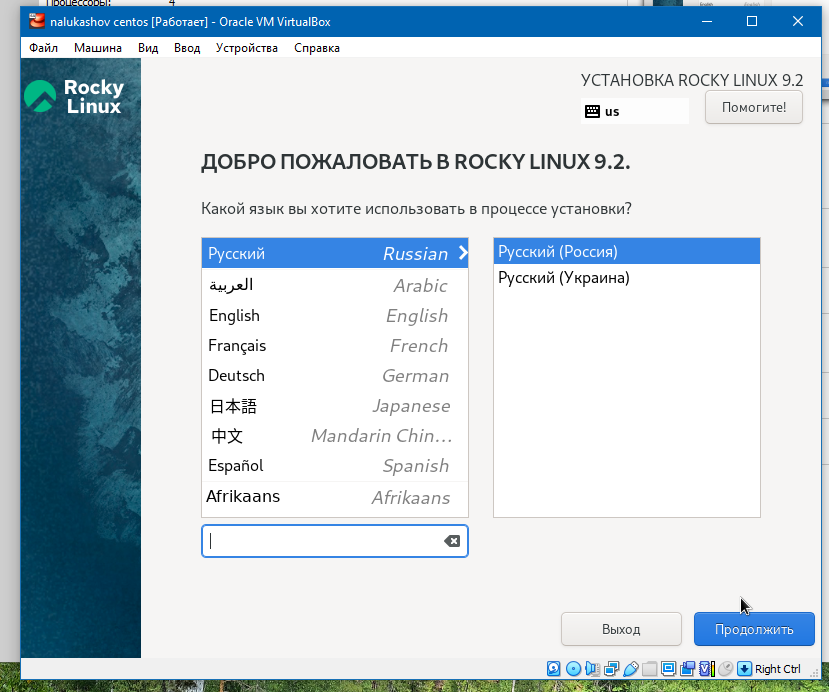 Процессоры: 4
nalukashov centos [Работает] - Oracle VM VirtualBox
Файл Машина Вид Ввод Устройства Справка
Rocky
Linux
УСТАНОВКА ROCKY LINUX 9.2
us
Помогите!
ДОБРО ПОЖАЛОВАТЬ В ROCKY LINUX 9.2.
Какой язык вы хотите использовать в процессе установки?
Русский Russian
العربية Arabic
English English
Français French
Deutsch German
日本語 Japanese
中文 Mandarin Chin...
Español Spanish
Afrikaans Afrikaans
Русский (Россия)
Русский (Украина)
Выход
Продолжить
Right Ctrl